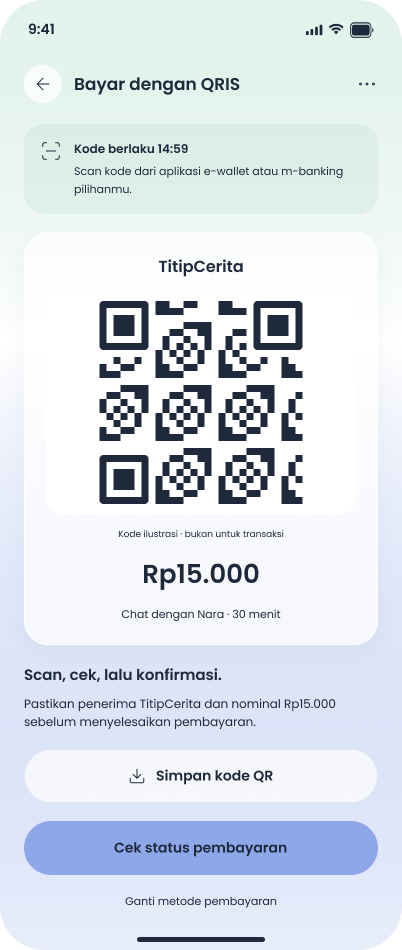 9:41
Bayar dengan QRIS
Kode berlaku 14:59
Scan kode dari aplikasi e-wallet atau m-banking
pilihanmu.
TitipCerita
Kode ilustrasi · bukan untuk transaksi
Rp15.000
Chat dengan Nara · 30 menit
Scan, cek, lalu konfirmasi.
Pastikan penerima TitipCerita dan nominal Rp15.000
sebelum menyelesaikan pembayaran.
Simpan kode QR
Cek status pembayaran
Ganti metode pembayaran